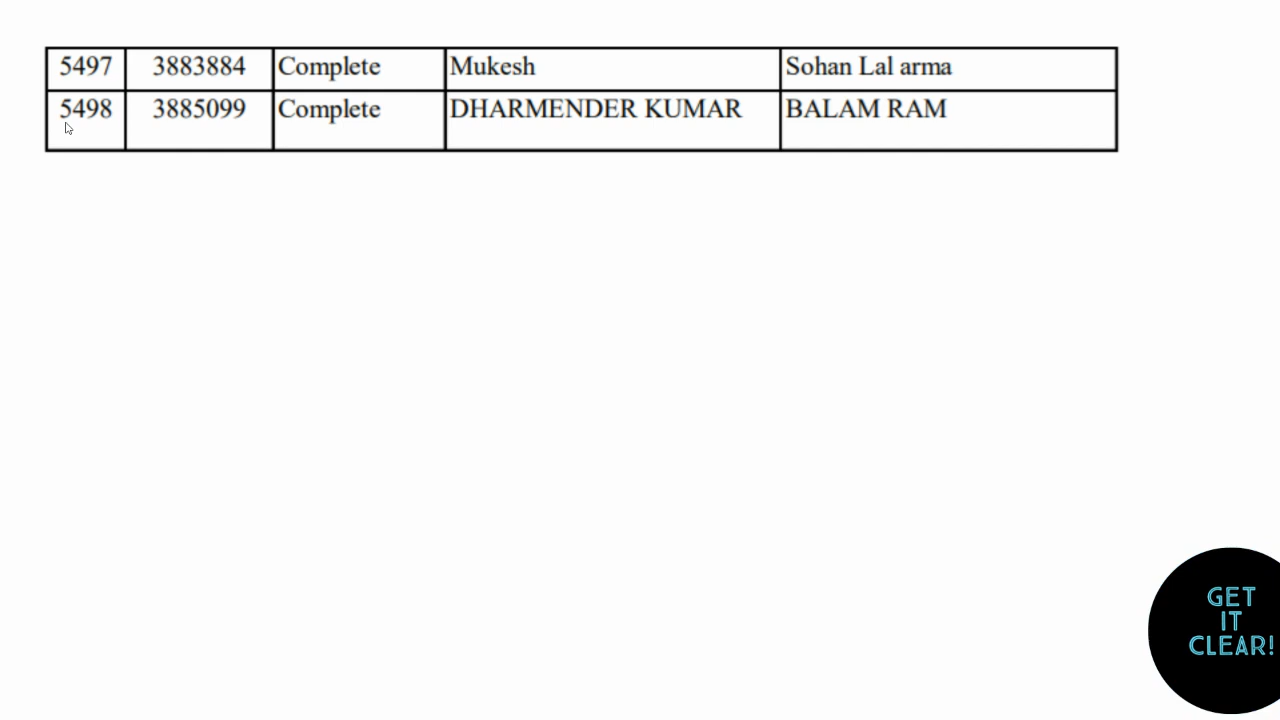 5497 3883884 Complete Mukesh Sohan Lal arma
5498 3885099 Complete DHARMENDER KUMAR BALAM RAM
GET
IT
CLEAR!